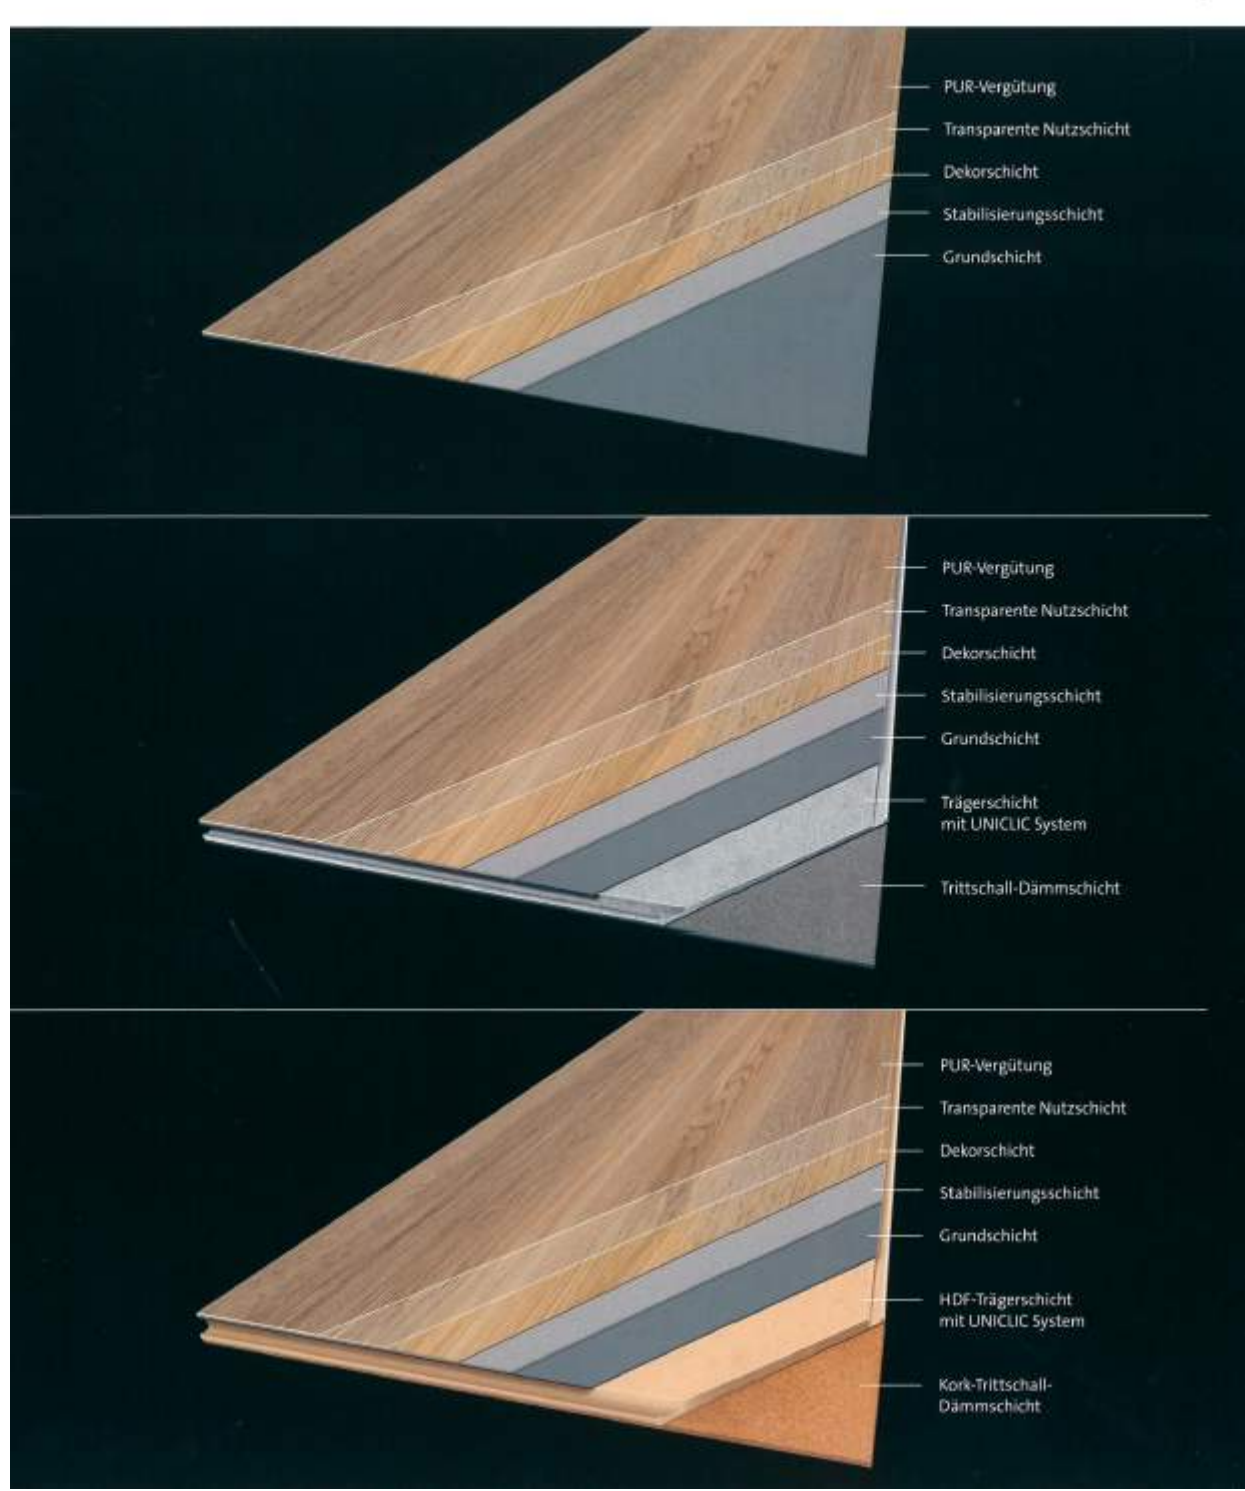 PUR-Vergütung
Transparente Nutzschicht
Dekorschicht
Stabilisierungsschicht
Grundschicht
PUR-Vergütung
Transparente Nutzschicht
Dekorschicht
Stabilisierungsschicht
Grundschicht
Trägerschicht
mit UNICLIC System
Trittschall-Dämmschicht
PUR-Vergütung
Transparente Nutzschicht
Dekorschicht
Stabilisierungsschicht
Grundschicht
HDF-Trägerschicht
mit UNICLIC System
Kork-Trittschall-
Dämmschicht